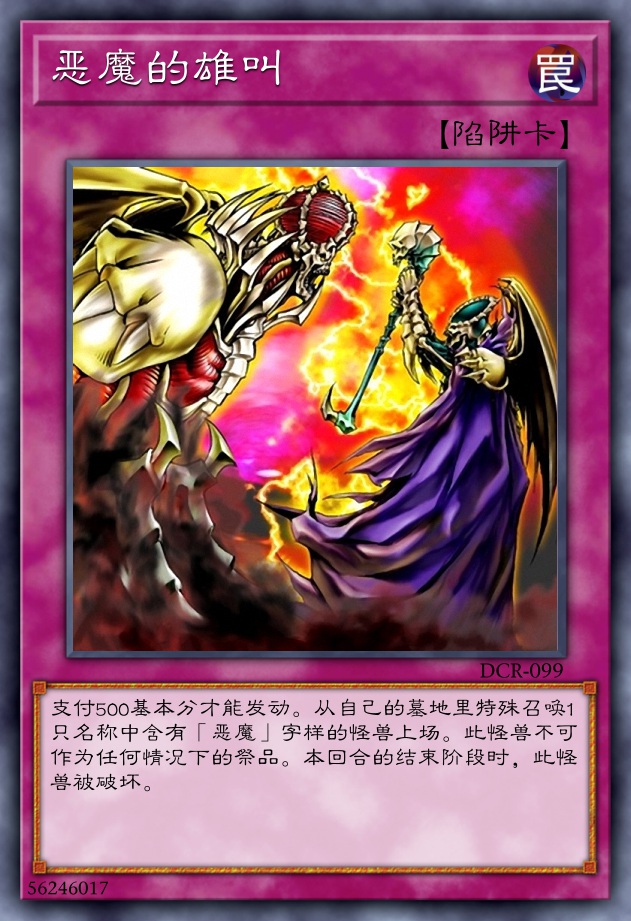 恶魔的雄叫
罠
【陷阱卡】
DCR-099
支付500基本分才能发动。从自己的墓地里特殊召唤1
只名称中含有「恶魔」字样的怪兽上场。此怪兽不可
作为任何情况下的祭品。本回合的结束阶段时，此怪
兽被破坏。
56246017